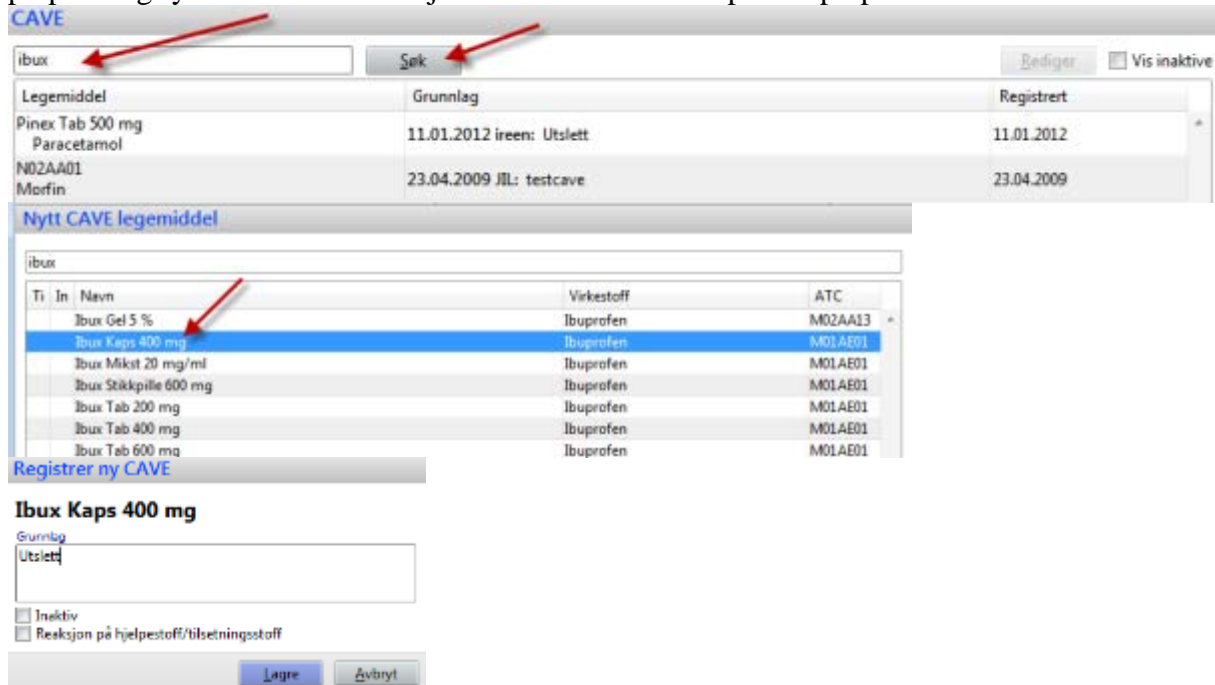 CAVE
ibux Søk Rediger Vis inaktive
Legemiddel Grunnlag Registrert
Pinex Tab 500 mg
Paracetamol 11.01.2012 ireen: Utslett 11.01.2012
N02AA01
Morfin 23.04.2009 JIL: testcave 23.04.2009
Nytt CAVE legemiddel
ibux
Ti In Navn Virkestoff ATC
Ibux Gel 5 % Ibuprofen M02AA13
Ibux Kaps 400 mg Ibuprofen M01AE01
Ibux Mikst 20 mg/ml Ibuprofen M01AE01
Ibux Stikkpille 600 mg Ibuprofen M01AE01
Ibux Tab 200 mg Ibuprofen M01AE01
Ibux Tab 400 mg Ibuprofen M01AE01
Ibux Tab 600 mg Ibuprofen M01AE01
Registrer ny CAVE
Ibux Kaps 400 mg
Grunnlag
Utslett
Inaktiv
Reaksjon på hjelpestoff/tilsetningsstoff
Lagre Avbryt